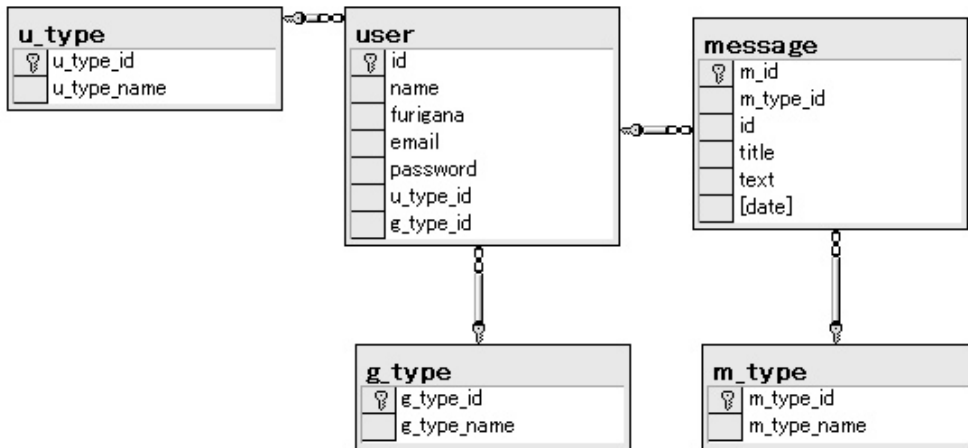 u_type
u_type_id
u_type_name
user
id
name
furigana
email
password
u_type_id
g_type_id
message
m_id
m_type_id
id
title
text
[date]
g_type
g_type_id
g_type_name
m_type
m_type_id
m_type_name